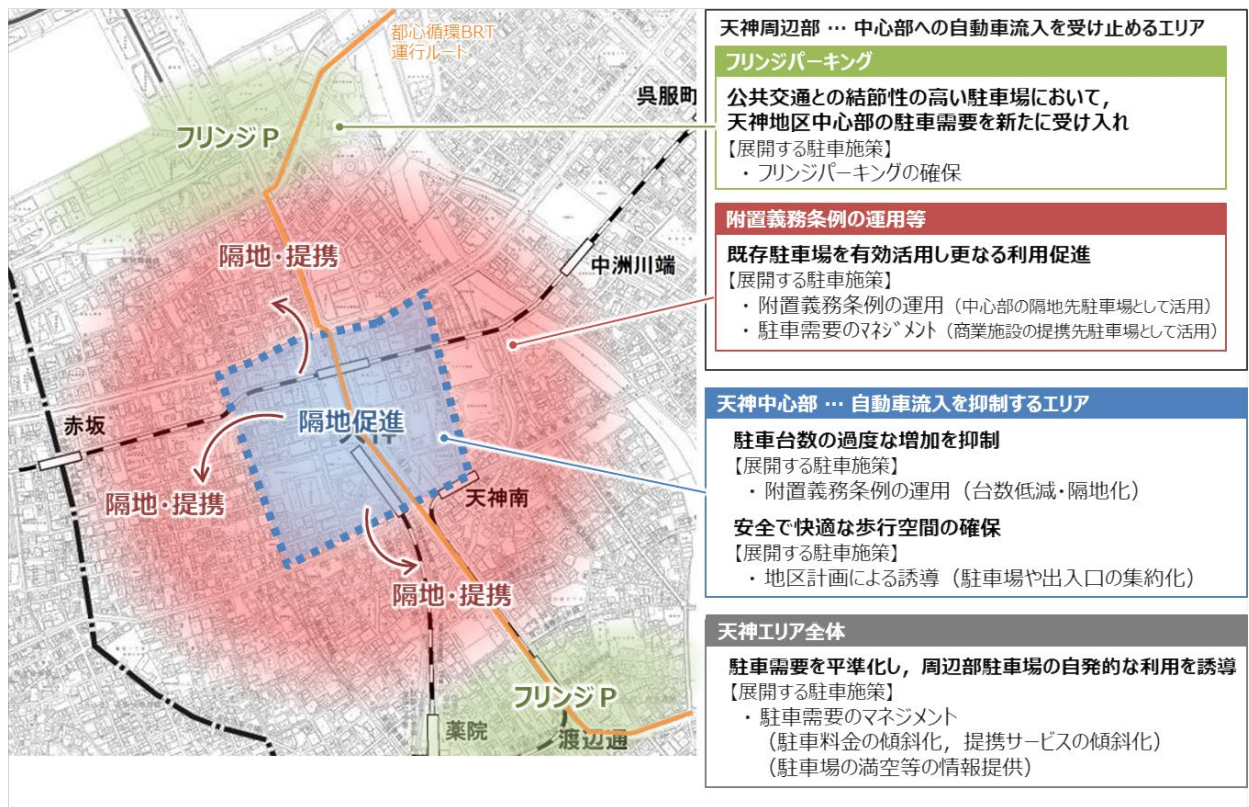 都心循環BRT
運行ルート
呉服町
フリンジP
隔地・提携
中洲川端
赤坂
隔地促進
隔地・提携
天神南
隔地・提携
フリンジP
薬院
渡辺通
天神周辺部 … 中心部への自動車流入を受け止めるエリア
フリンジパーキング
公共交通との結節性の高い駐車場において，
天神地区中心部の駐車需要を新たに受け入れ
【展開する駐車施策】
・フリンジパーキングの確保
附置義務条例の運用等
既存駐車場を有効活用し更なる利用促進
【展開する駐車施策】
・附置義務条例の運用（中心部の隔地先駐車場として活用）
・駐車需要のマネジメント（商業施設の提携先駐車場として活用）
天神中心部 … 自動車流入を抑制するエリア
駐車台数の過度な増加を抑制
【展開する駐車施策】
・附置義務条例の運用（台数低減・隔地化）
安全で快適な歩行空間の確保
【展開する駐車施策】
・地区計画による誘導（駐車場や出入口の集約化）
天神エリア全体
駐車需要を平準化し，周辺部駐車場の自発的な利用を誘導
【展開する駐車施策】
・駐車需要のマネジメント
（駐車料金の傾斜化，提携サービスの傾斜化）
（駐車場の満空等の情報提供）